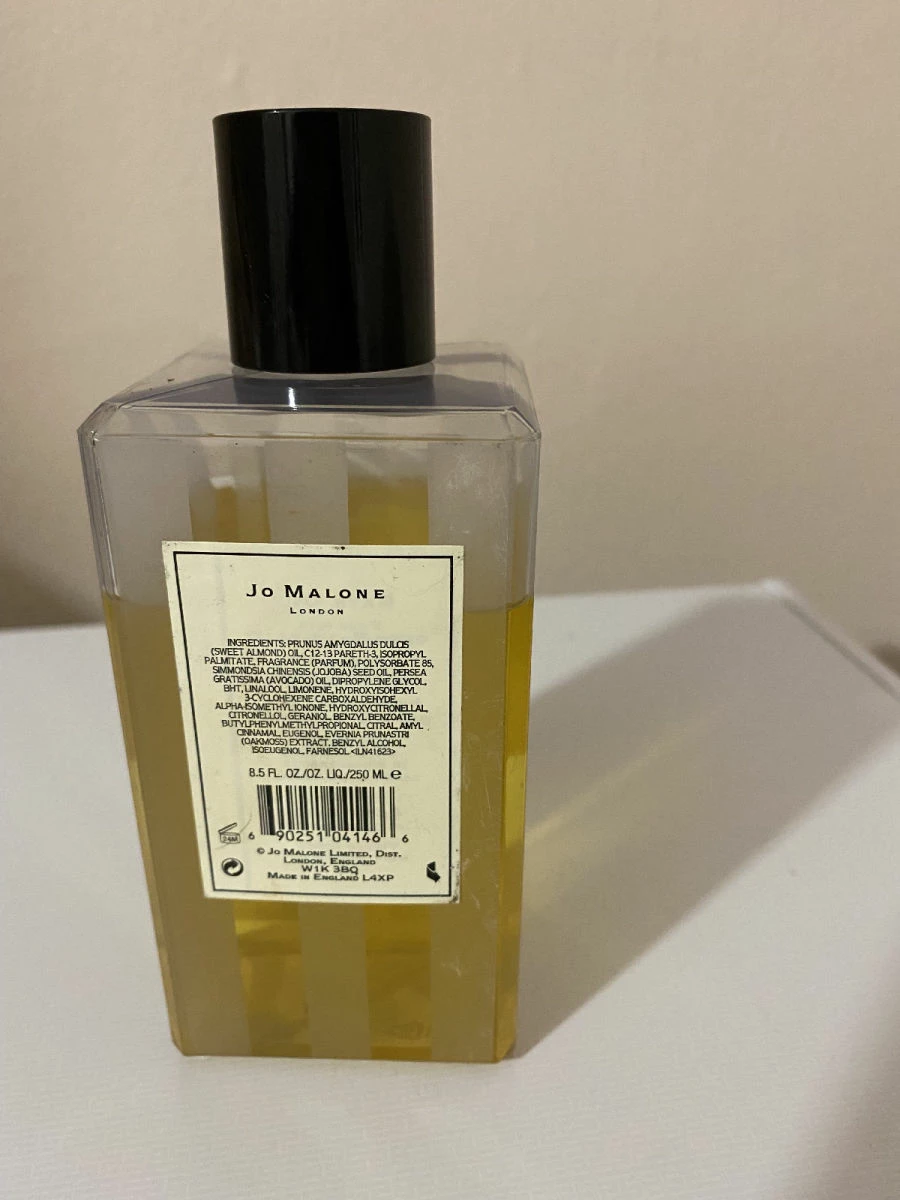 JO MALONE
LONDON
INGREDIENTS: PRUNUS AMYGDALUS DULCIS
(SWEET ALMOND) OIL, C12-13 PARETH-3, ISOPROPYL
PALMITATE, FRAGRANCE (PARFUM), POLYSORBATE 85,
SIMMONDSIA CHINENSIS (JOJOBA) SEED OIL, PERSEA
GRATISSIMA (AVOCADO) OIL, DIPROPYLENE GLYCOL,
BHT, LINALOOL, LIMONENE, HYDROXYISOHEXYL
3-CYCLOHEXENE CARBOXALDEHYDE,
ALPHA-ISOMETHYL IONONE, HYDROXYCITRONELLAL,
CITRONELLOL, GERANIOL, BENZYL BENZOATE,
BUTYLPHENYLMETHYLPROPIONAL, CITRAL, AMYL
CINNAMAL, EUGENOL, EVERNIA PRUNASTRI
(OAKMOSS) EXTRACT, BENZYL ALCOHOL,
ISOEUGENOL, FARNESOL <ILN41623>
8.5 FL. OZ./OZ. LIQ./250 ML ℮
24M
6 90251 04146 6
© JO MALONE LIMITED, DIST.
LONDON, ENGLAND
W1K 3BQ
MADE IN ENGLAND L4XP